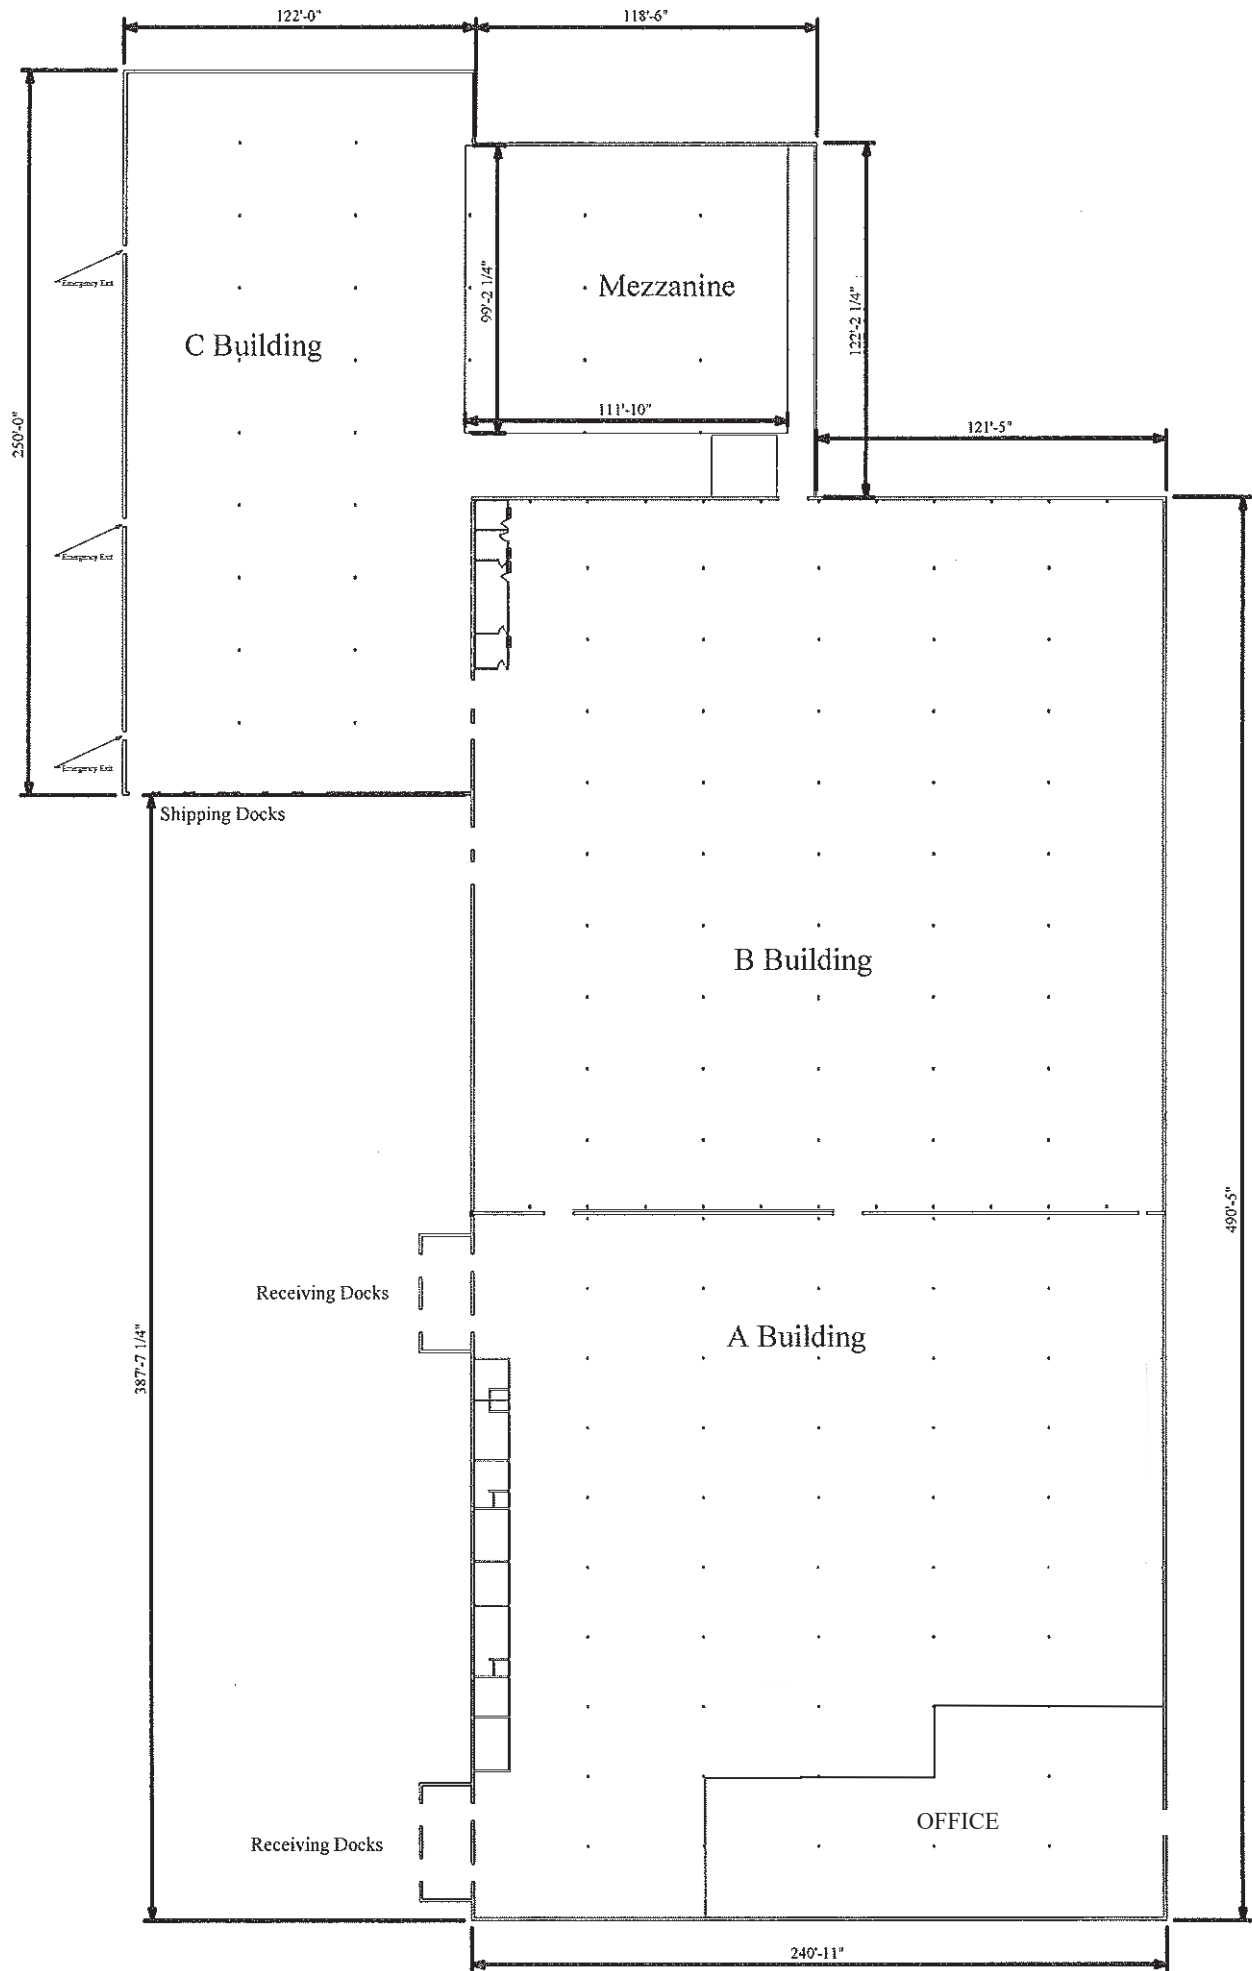 122'-0"
118'-6"
Mezzanine
99'-2 1/4"
122'-2 1/4"
Emergency Exit
C Building
250'-0"
111'-10"
121'-5"
Emergency Exit
Emergency Exit
Shipping Docks
B Building
490'-5"
Receiving Docks
A Building
387'-7 1/4"
OFFICE
Receiving Docks
240'-11"